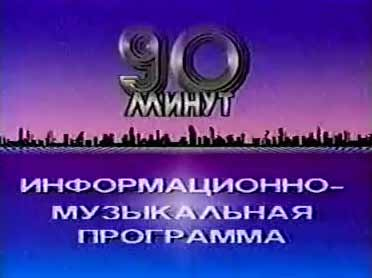 90
МИНУТ
ИНФОРМАЦИОННО-
МУЗЫКАЛЬНАЯ
ПРОГРАММА